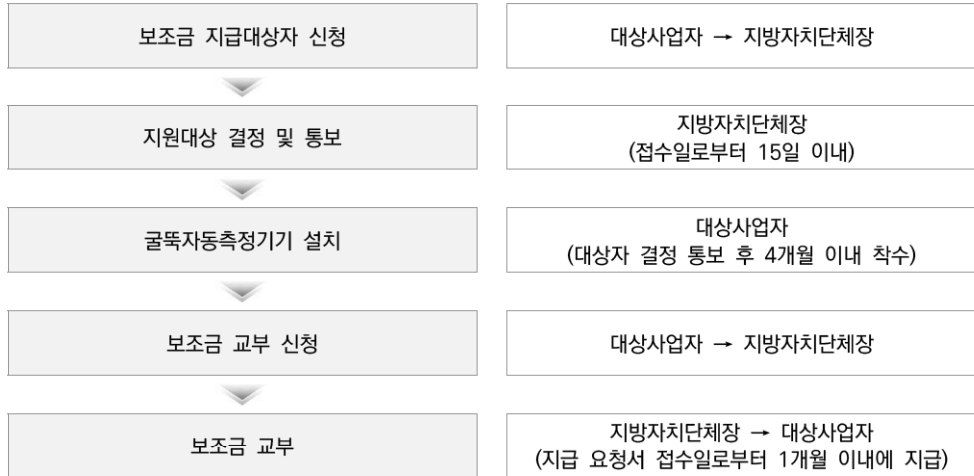 보조금 지급대상자 신청
대상사업자 → 지방자치단체장
지원대상 결정 및 통보
지방자치단체장
(접수일로부터 15일 이내)
굴뚝자동측정기기 설치
대상사업자
(대상자 결정 통보 후 4개월 이내 착수)
보조금 교부 신청
대상사업자 → 지방자치단체장
보조금 교부
지방자치단체장 → 대상사업자
(지급 요청서 접수일로부터 1개월 이내에 지급)